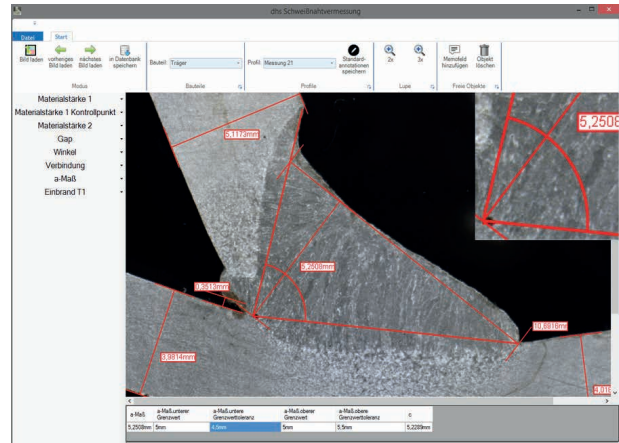 dhs Schweißnahtvermessung
Datei Start
Bild laden
vorheriges Bild laden
nächstes Bild laden
in Datenbank speichern
Bauteil: Träger
Profil: Messung 21
Standard-
annotationen
speichern
2x
3x
Memofeld hinzufügen
Objekt löschen
Modus
Bauteile
Profile
Lupe
Freie Objekte
Materialstärke 1
Materialstärke 1 Kontrollpunkt
Materialstärke 2
Gap
Winkel
Verbindung
a-Maß
Einbrand T1
5,1173mm
5,2508
5,2508mm
0,3513mm
10,6816mm
3,9814mm
a-Maß
a-Maß.unterer Grenzwert
a-Maß.untere Grenzwerttoleranz
a-Maß.oberer Grenzwert
a-Maß.obere Grenzwerttoleranz
c
5,2508mm 5mm 4,5mm 5mm 5,5mm 5,2289mm